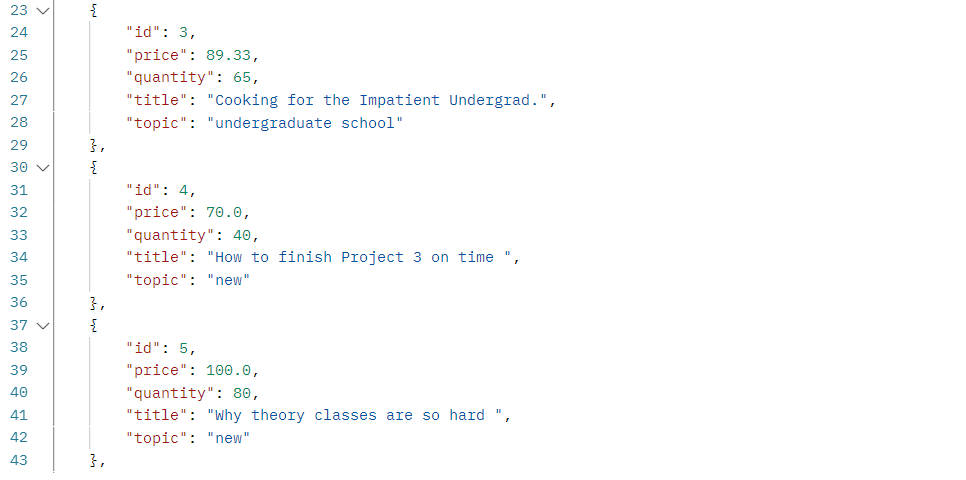 23 {
24 "id": 3,
25 "price": 89.33,
26 "quantity": 65,
27 "title": "Cooking for the Impatient Undergrad.",
28 "topic": "undergraduate school"
29 },
30 {
31 "id": 4,
32 "price": 70.0,
33 "quantity": 40,
34 "title": "How to finish Project 3 on time ",
35 "topic": "new"
36 },
37 {
38 "id": 5,
39 "price": 100.0,
40 "quantity": 80,
41 "title": "Why theory classes are so hard ",
42 "topic": "new"
43 },